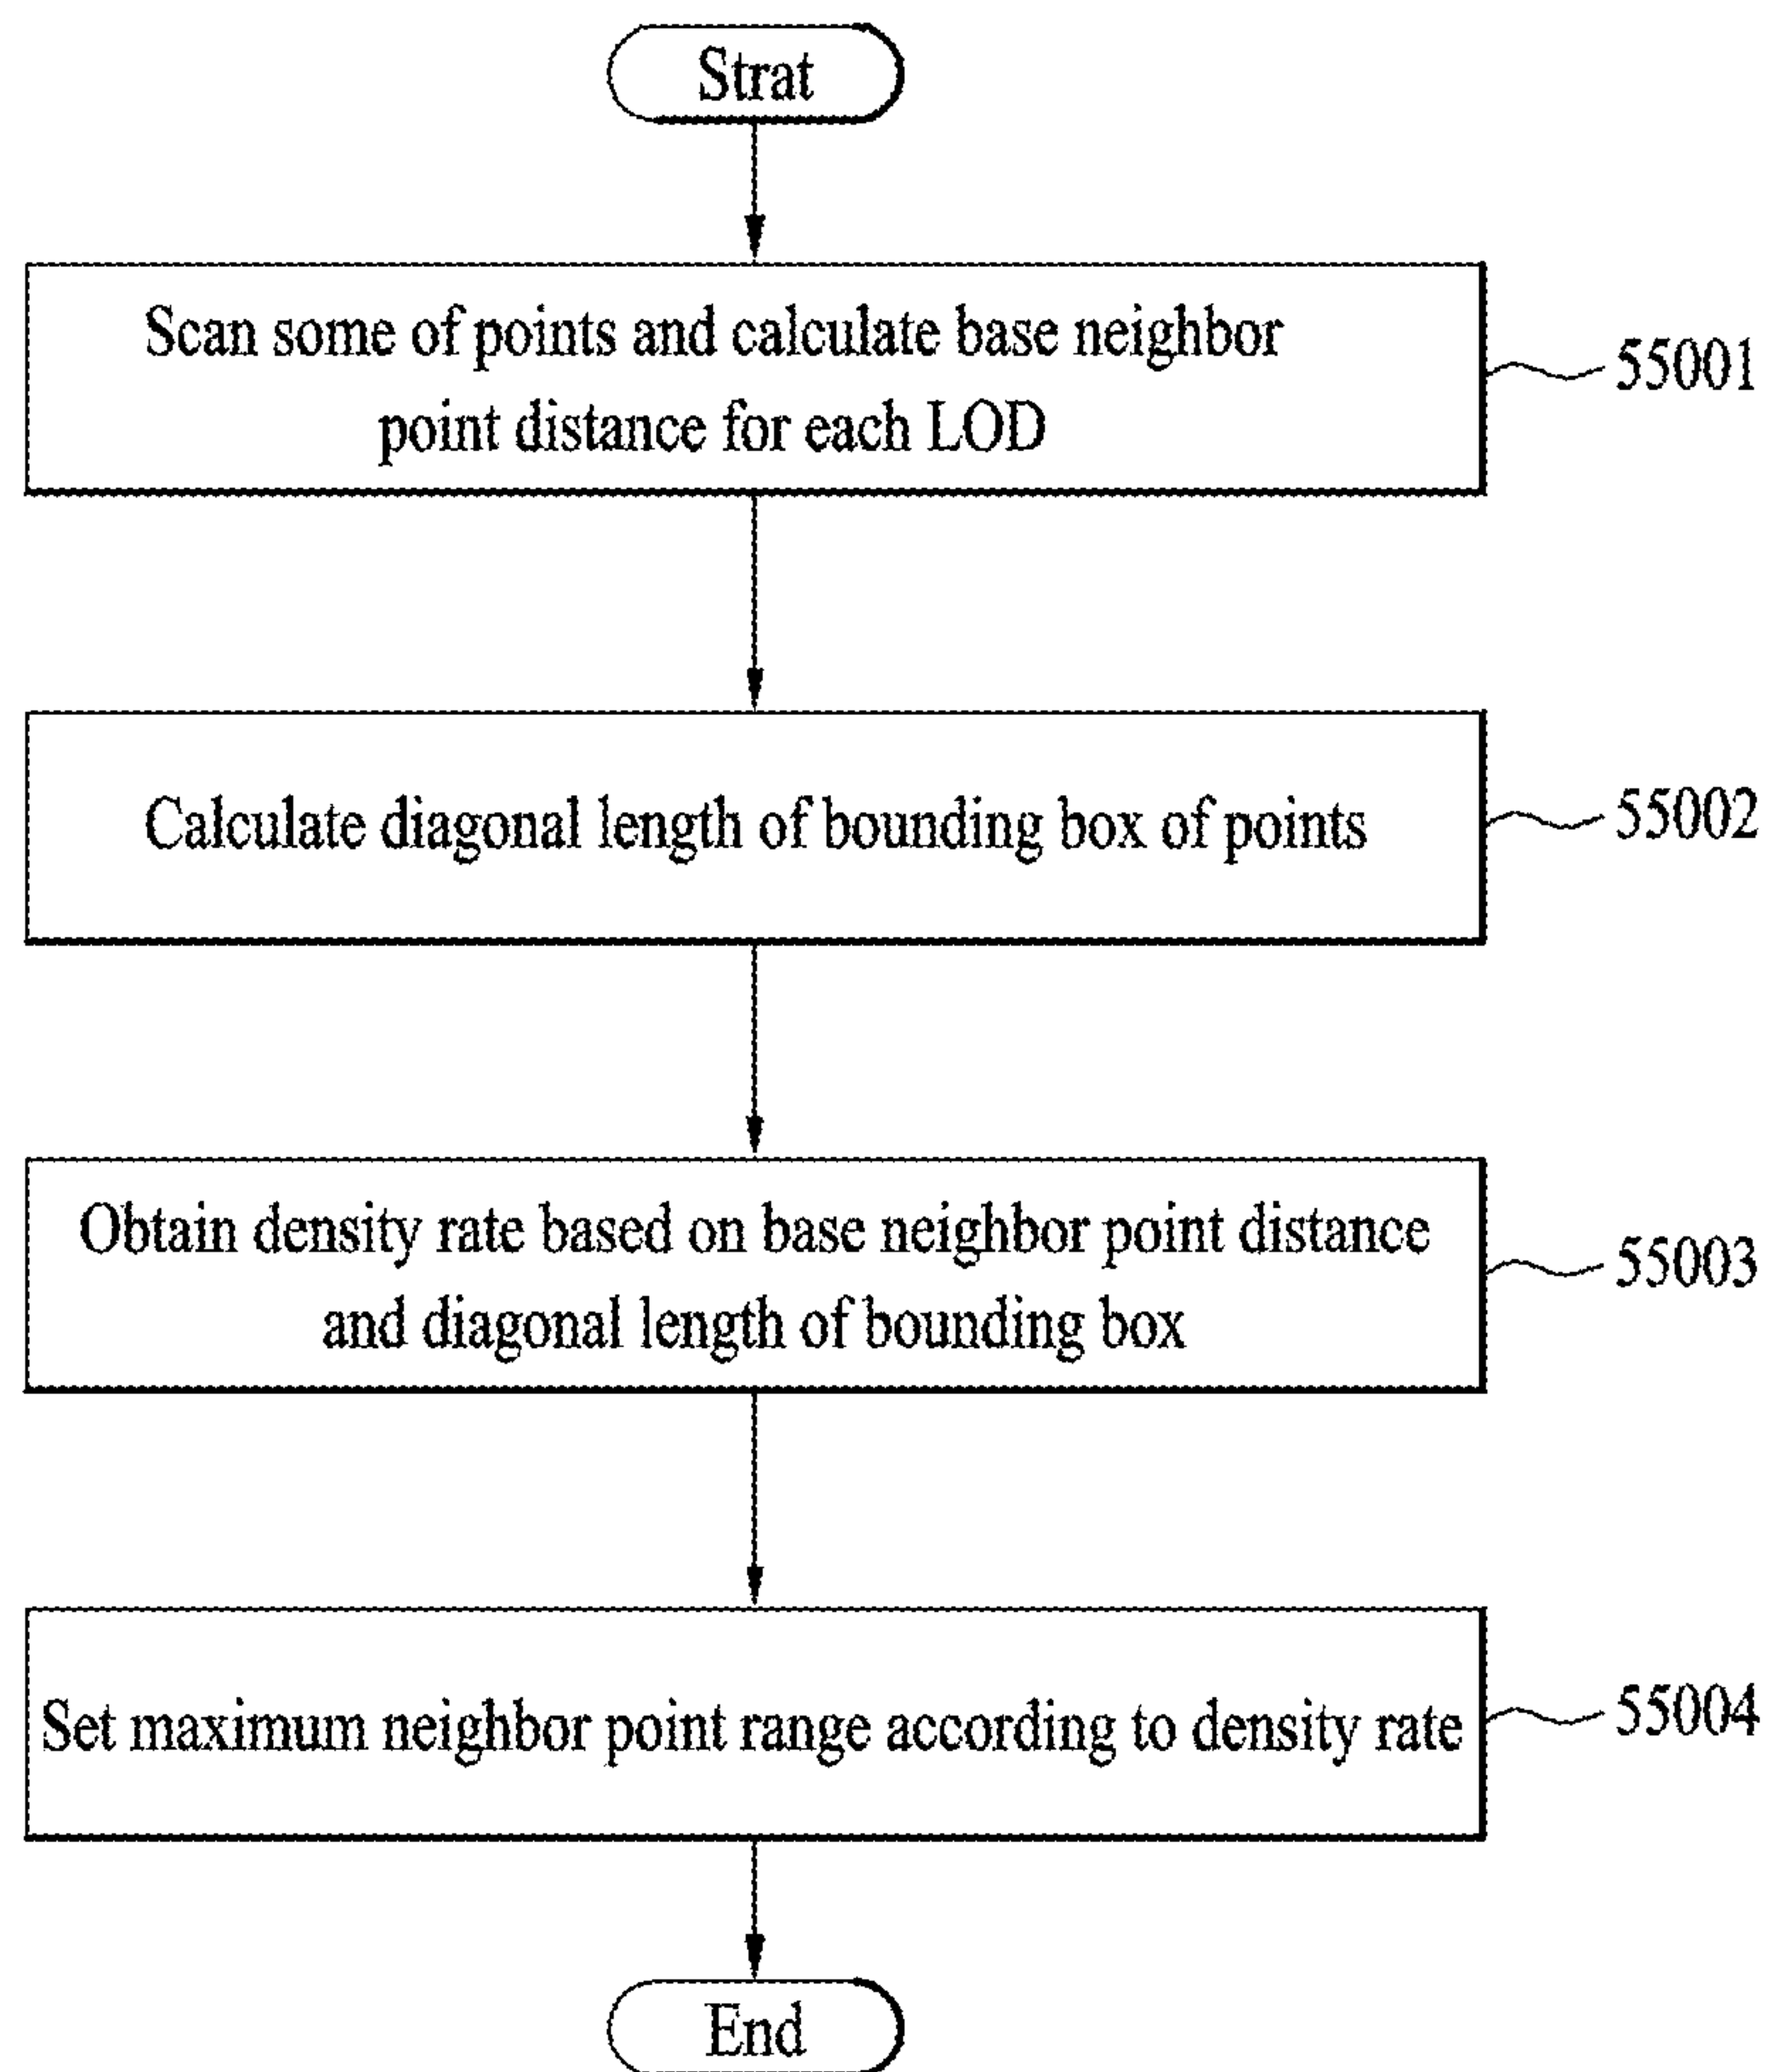 Strat
Scan some of points and calculate base neighbor
point distance for each LOD
55001
Calculate diagonal length of bounding box of points
55002
Obtain density rate based on base neighbor point distance
and diagonal length of bounding box
55003
Set maximum neighbor point range according to density rate
55004
End